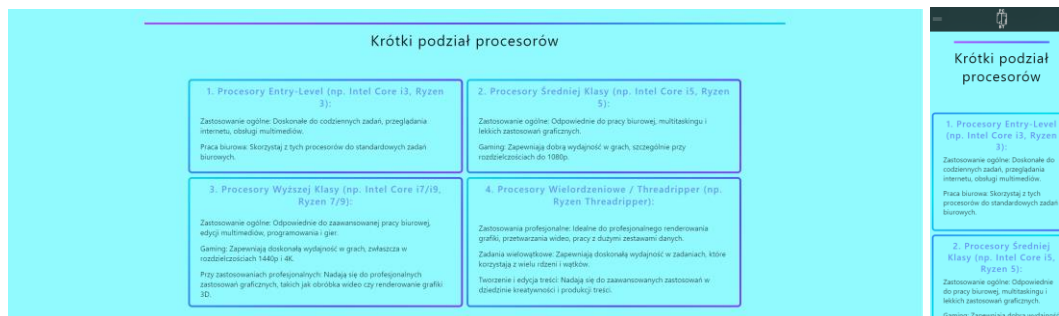 Krótki podział procesorów
1. Procesory Entry-Level (np. Intel Core i3, Ryzen
3):
Zastosowanie ogólne: Doskonałe do codziennych zadań, przeglądania
internetu, obsługi multimediów.
Praca biurowa: Skorzystaj z tych procesorów do standardowych zadań
biurowych.
2. Procesory Średniej Klasy (np. Intel Core i5, Ryzen
5):
Zastosowanie ogólne: Odpowiednie do pracy biurowej, multitaskingu i
lekkich zastosowań graficznych.
Gaming: Zapewniają dobrą wydajność w grach, szczególnie przy
rozdzielczościach do 1080p.
3. Procesory Wyższej Klasy (np. Intel Core i7/i9,
Ryzen 7/9):
Zastosowanie ogólne: Odpowiednie do zaawansowanej pracy biurowej,
edycji multimediów, programowania i gier.
Gaming: Zapewniają doskonałą wydajność w grach, zwłaszcza w
rozdzielczościach 1440p i 4K.
Przy zastosowaniach profesjonalnych: Nadają się do profesjonalnych
zastosowań graficznych, takich jak obróbka wideo czy renderowanie grafiki
3D.
4. Procesory Wielordzeniowe / Threadripper (np.
Ryzen Threadripper):
Zastosowania profesjonalne: Idealne do profesjonalnego renderowania
grafiki, przetwarzania wideo, pracy z dużymi zestawami danych.
Zadania wielowątkowe: Zapewniają doskonałą wydajność w zadaniach, które
korzystają z wielu rdzeni i wątków.
Tworzenie i edycja treści: Nadają się do zaawansowanych zastosowań w
dziedzinie kreatywności i produkcji treści.
Krótki podział
procesorów
1. Procesory Entry-Level
(np. Intel Core i3, Ryzen
3):
Zastosowanie ogólne: Doskonałe do
codziennych zadań, przeglądania
internetu, obsługi multimediów.
Praca biurowa: Skorzystaj z tych
procesorów do standardowych zadań
biurowych.
2. Procesory Średniej
Klasy (np. Intel Core i5,
Ryzen 5):
Zastosowanie ogólne: Odpowiednie
do pracy biurowej, multitaskingu i
lekkich zastosowań graficznych.
Gaming: Zapewniają dobrą wydajność